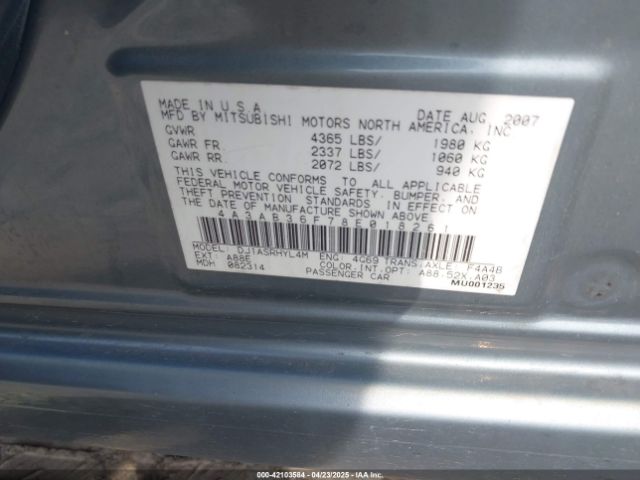 MADE IN U.S.A. DATE AUG 2007
MFD BY MITSUBISHI MOTORS NORTH AMERICA, INC
GVWR 4365 LBS/ 1980 KG
GAWR FR. 2337 LBS/ 1060 KG
GAWR RR. 2072 LBS/ 940 KG
THIS VEHICLE CONFORMS TO ALL APPLICABLE
FEDERAL MOTOR VEHICLE SAFETY, BUMPER, AND
THEFT PREVENTION STANDARDS IN EFFECT ON
THE DATE OF MANUFACTURE SHOWN ABOVE
4A3AB36F78E018261
MODEL: DJ1ASRHYL4M ENG: 4G69 TRANS:AXLE F4A4B
EXT: A88E COLOR.INT.OPT: A88.52X.A03
MDH 082314 PASSENGER CAR
MU001235
000-42103584 - 04/23/2025 - IAAI.COM